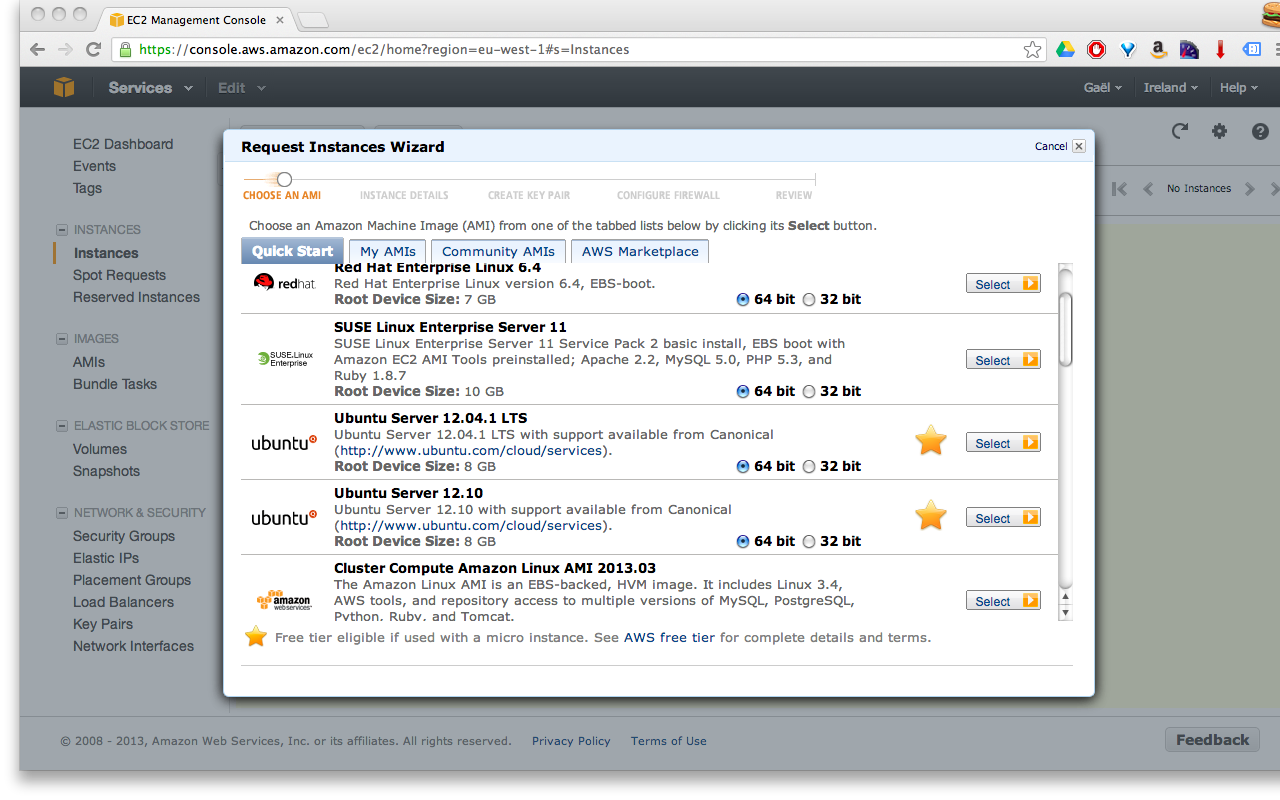 EC2 Management Console
https://console.aws.amazon.com/ec2/home?region=eu-west-1#s=Instances
Services Edit Gaël Ireland Help
EC2 Dashboard
Events
Tags
INSTANCES
Instances
Spot Requests
Reserved Instances
IMAGES
AMIs
Bundle Tasks
ELASTIC BLOCK STORE
Volumes
Snapshots
NETWORK & SECURITY
Security Groups
Elastic IPs
Placement Groups
Load Balancers
Key Pairs
Network Interfaces
No Instances
Request Instances Wizard
Cancel
CHOOSE AN AMI INSTANCE DETAILS CREATE KEY PAIR CONFIGURE FIREWALL REVIEW
Choose an Amazon Machine Image (AMI) from one of the tabbed lists below by clicking its Select button.
Quick Start My AMIs Community AMIs AWS Marketplace
redhat
Red Hat Enterprise Linux 6.4
Red Hat Enterprise Linux version 6.4, EBS-boot.
Root Device Size: 7 GB 64 bit 32 bit
Select
SUSE Linux Enterprise
SUSE Linux Enterprise Server 11
SUSE Linux Enterprise Server 11 Service Pack 2 basic install, EBS boot with
Amazon EC2 AMI Tools preinstalled; Apache 2.2, MySQL 5.0, PHP 5.3, and
Ruby 1.8.7
Root Device Size: 10 GB 64 bit 32 bit
Select
ubuntu
Ubuntu Server 12.04.1 LTS
Ubuntu Server 12.04.1 LTS with support available from Canonical
(http://www.ubuntu.com/cloud/services).
Root Device Size: 8 GB 64 bit 32 bit
Select
ubuntu
Ubuntu Server 12.10
Ubuntu Server 12.10 with support available from Canonical
(http://www.ubuntu.com/cloud/services).
Root Device Size: 8 GB 64 bit 32 bit
Select
amazon webservices
Cluster Compute Amazon Linux AMI 2013.03
The Amazon Linux AMI is an EBS-backed, HVM image. It includes Linux 3.4,
AWS tools, and repository access to multiple versions of MySQL, PostgreSQL,
Python, Ruby, and Tomcat.
Select
Free tier eligible if used with a micro instance. See AWS free tier for complete details and terms.
© 2008 - 2013, Amazon Web Services, Inc. or its affiliates. All rights reserved. Privacy Policy Terms of Use
Feedback